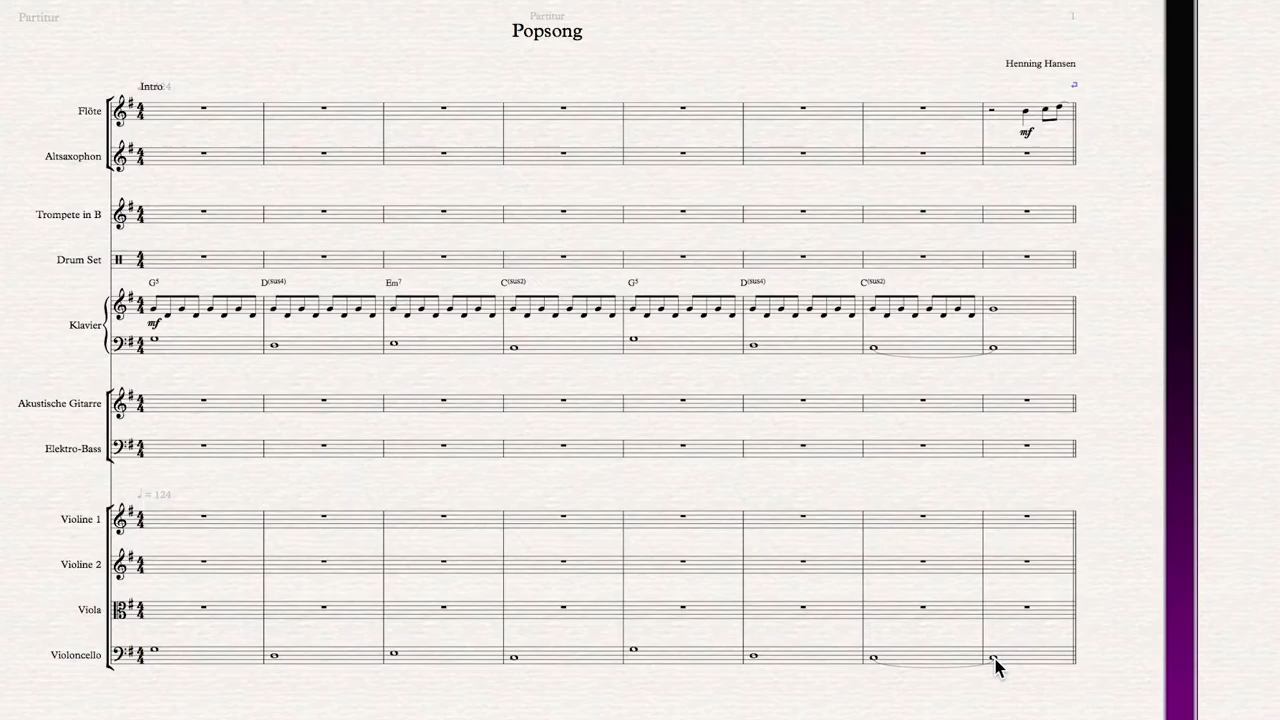 Partitur
Partitur
1
Popsong
Henning Hansen
Intro
Flöte
mf
Altsaxophon
Trompete in B
Drum Set
G5 D(sus4) Em7 C(sus2) G5 D(sus4) C(sus2)
Klavier
mf
Akustische Gitarre
Elektro-Bass
♩ = 124
Violine 1
Violine 2
Viola
Violoncello